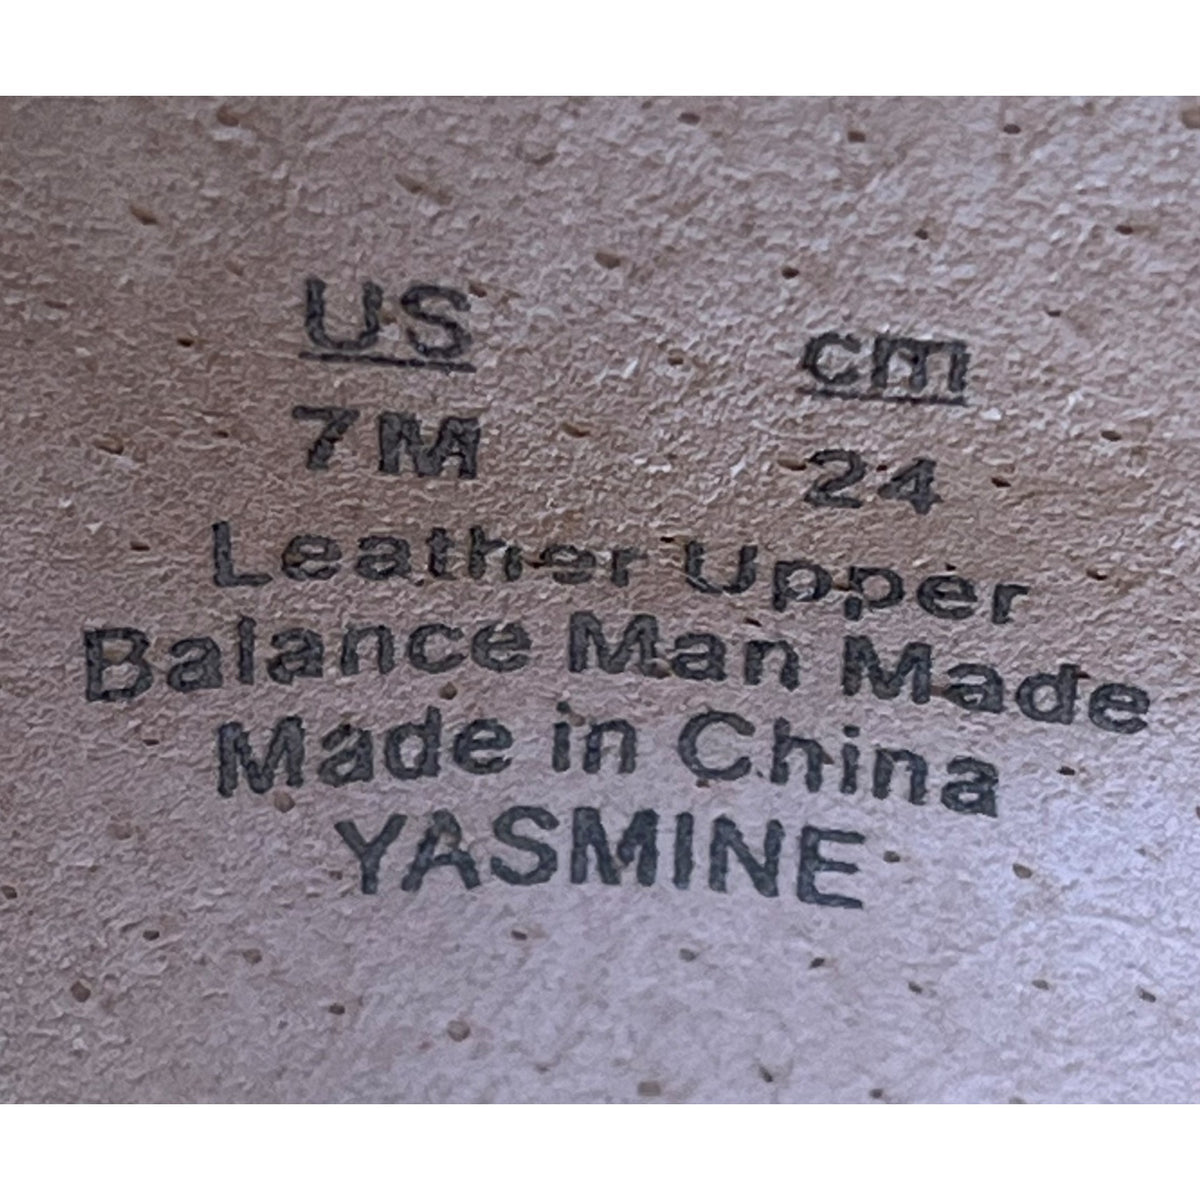 US cm
7M 24
Leather Upper
Balance Man Made
Made in China
YASMINE